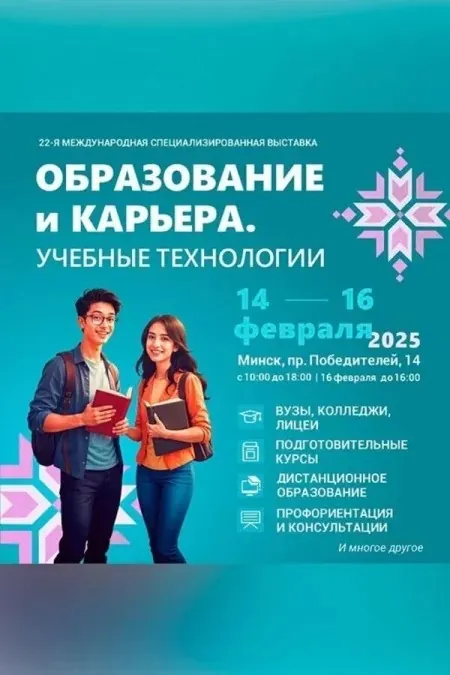 22-Я МЕЖДУНАРОДНАЯ СПЕЦИАЛИЗИРОВАННАЯ ВЫСТАВКА
ОБРАЗОВАНИЕ
и КАРЬЕРА.
УЧЕБНЫЕ ТЕХНОЛОГИИ
14 — 16
февраля 2025
Минск, пр. Победителей, 14
с 10:00 до 18:00 | 16 февраля до 16:00
ВУЗЫ, КОЛЛЕДЖИ,
ЛИЦЕИ
ПОДГОТОВИТЕЛЬНЫЕ
КУРСЫ
ДИСТАНЦИОННОЕ
ОБРАЗОВАНИЕ
ПРОФОРИЕНТАЦИЯ
И КОНСУЛЬТАЦИИ
И многое другое